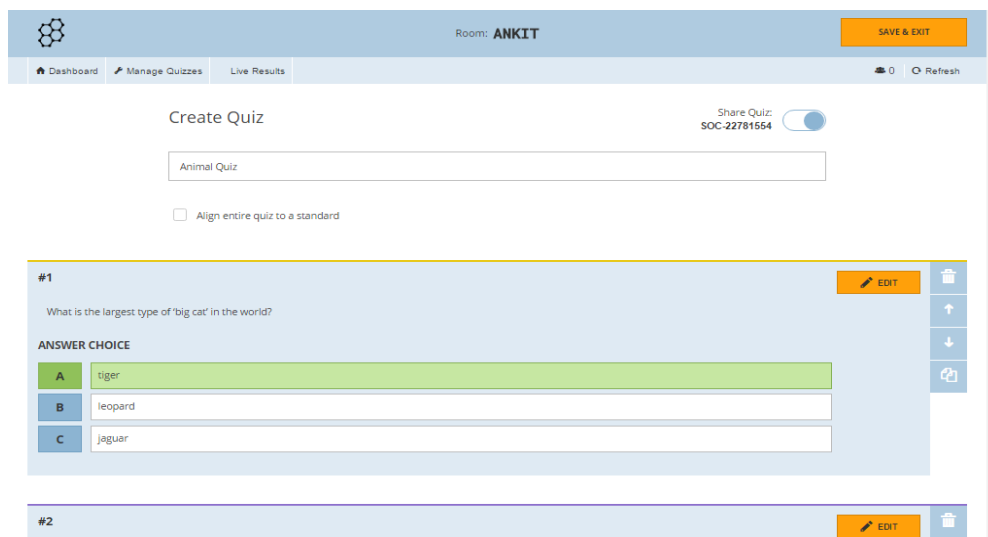 Room: ANKIT
SAVE & EXIT
Dashboard Manage Quizzes Live Results 0 Refresh
Create Quiz
Share Quiz:
SOC-22781554
Animal Quiz
Align entire quiz to a standard
#1
EDIT
What is the largest type of 'big cat' in the world?
ANSWER CHOICE
A tiger
B leopard
C jaguar
#2
EDIT